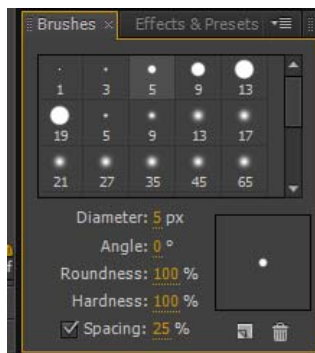 Brushes × Effects & Presets
1 3 5 9 13
19 5 9 13 17
21 27 35 45 65
Diameter: 5 px
Angle: 0 °
Roundness: 100 %
Hardness: 100 %
Spacing: 25 %